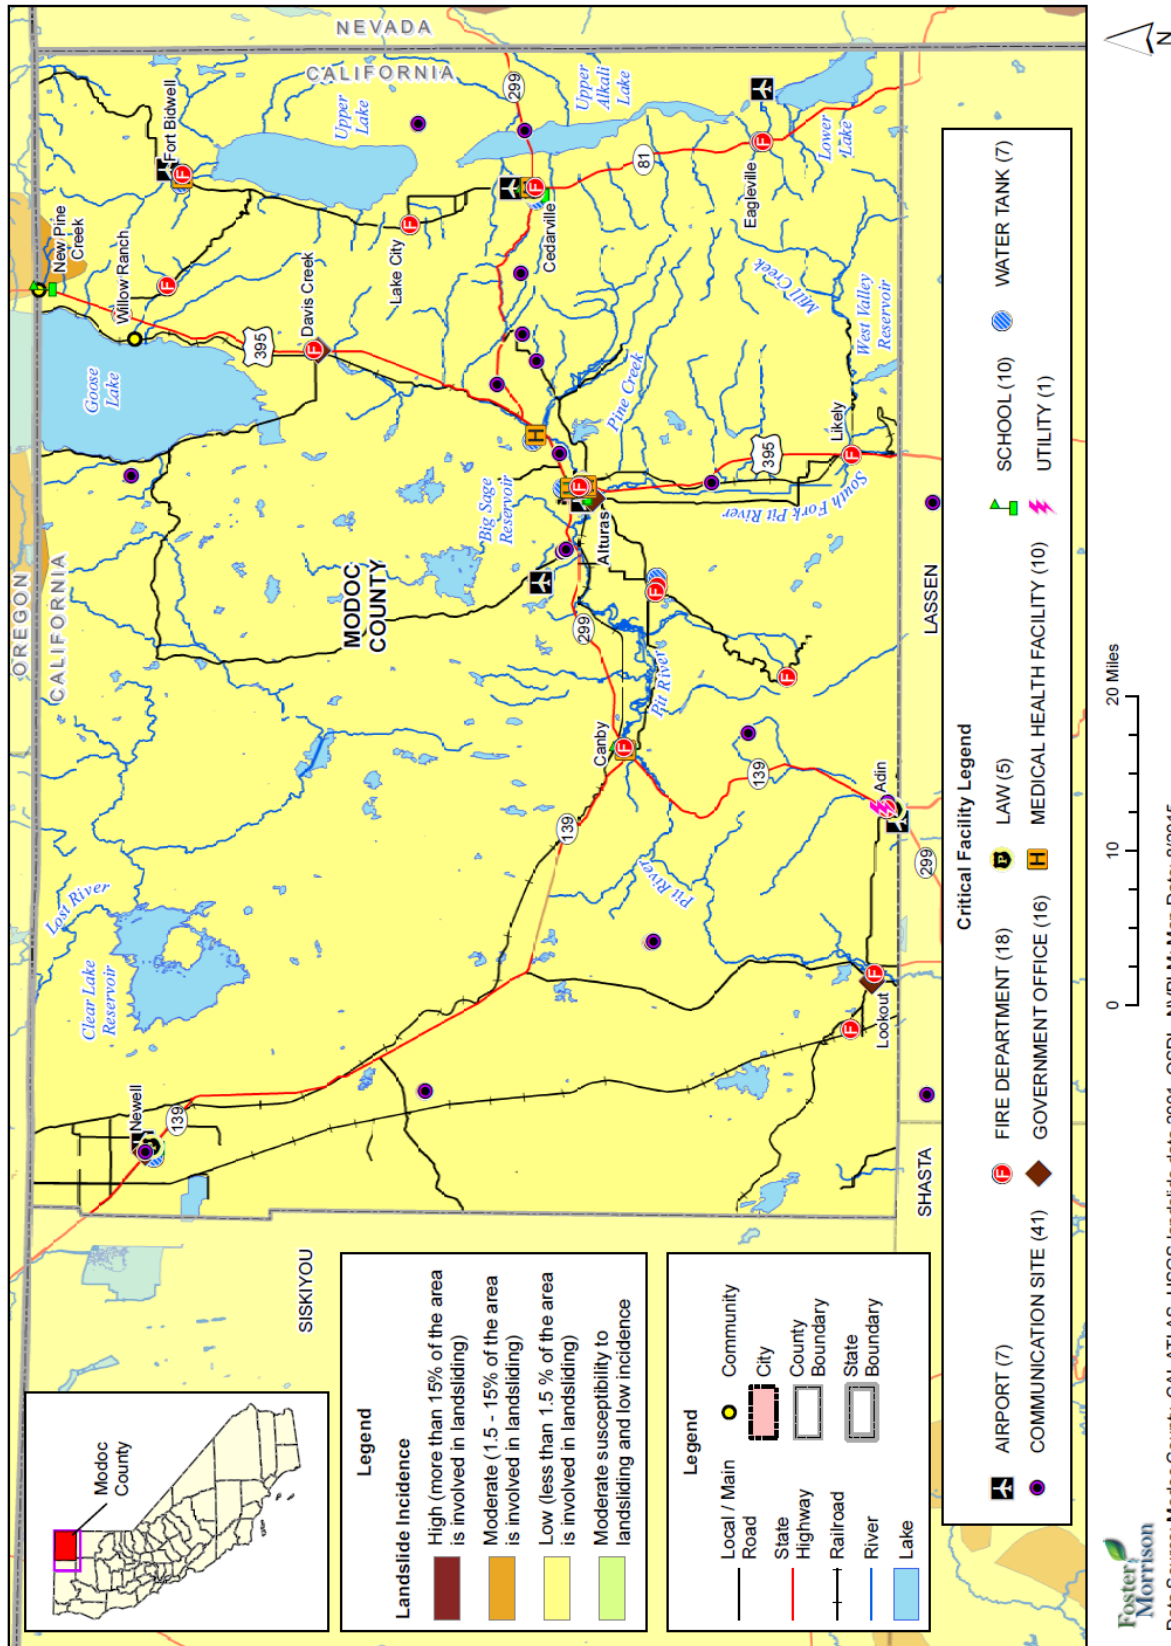 NEVADA
CALIFORNIA
OREGON
CALIFORNIA
Fort Bidwell
Upper
Lake
299
Upper
Alkali
Lake
New Pine
Creek
Willow Ranch
Lake City
Cedarville
81
Eagleville
Lower
Lake
Goose
Lake
395
Davis Creek
Mill Creek
West Valley
Reservoir
Pine Creek
Likely
395
Big Sage
Reservoir
Alturas
South Fork Pit River
MODOC
COUNTY
299
LASSEN
Pit River
Canby
139
Adin
139
299
Lost River
Clear Lake
Reservoir
Pit River
Lookout
Newell
139
SHASTA
SISKIYOU
Modoc
County
Legend
Landslide Incidence
High (more than 15% of the area
is involved in landsliding)
Moderate (1.5 - 15% of the area
is involved in landsliding)
Low (less than 1.5 % of the area
is involved in landsliding)
Moderate susceptibility to
landsliding and low incidence
Legend
Local / Main
Road
State
Highway
Railroad
River
Lake
Community
City
County
Boundary
State
Boundary
Critical Facility Legend
AIRPORT (7)
FIRE DEPARTMENT (18)
LAW (5)
SCHOOL (10)
WATER TANK (7)
COMMUNICATION SITE (41)
GOVERNMENT OFFICE (16)
MEDICAL HEALTH FACILITY (10)
UTILITY (1)
0
10
20 Miles
N
Foster
Morrison